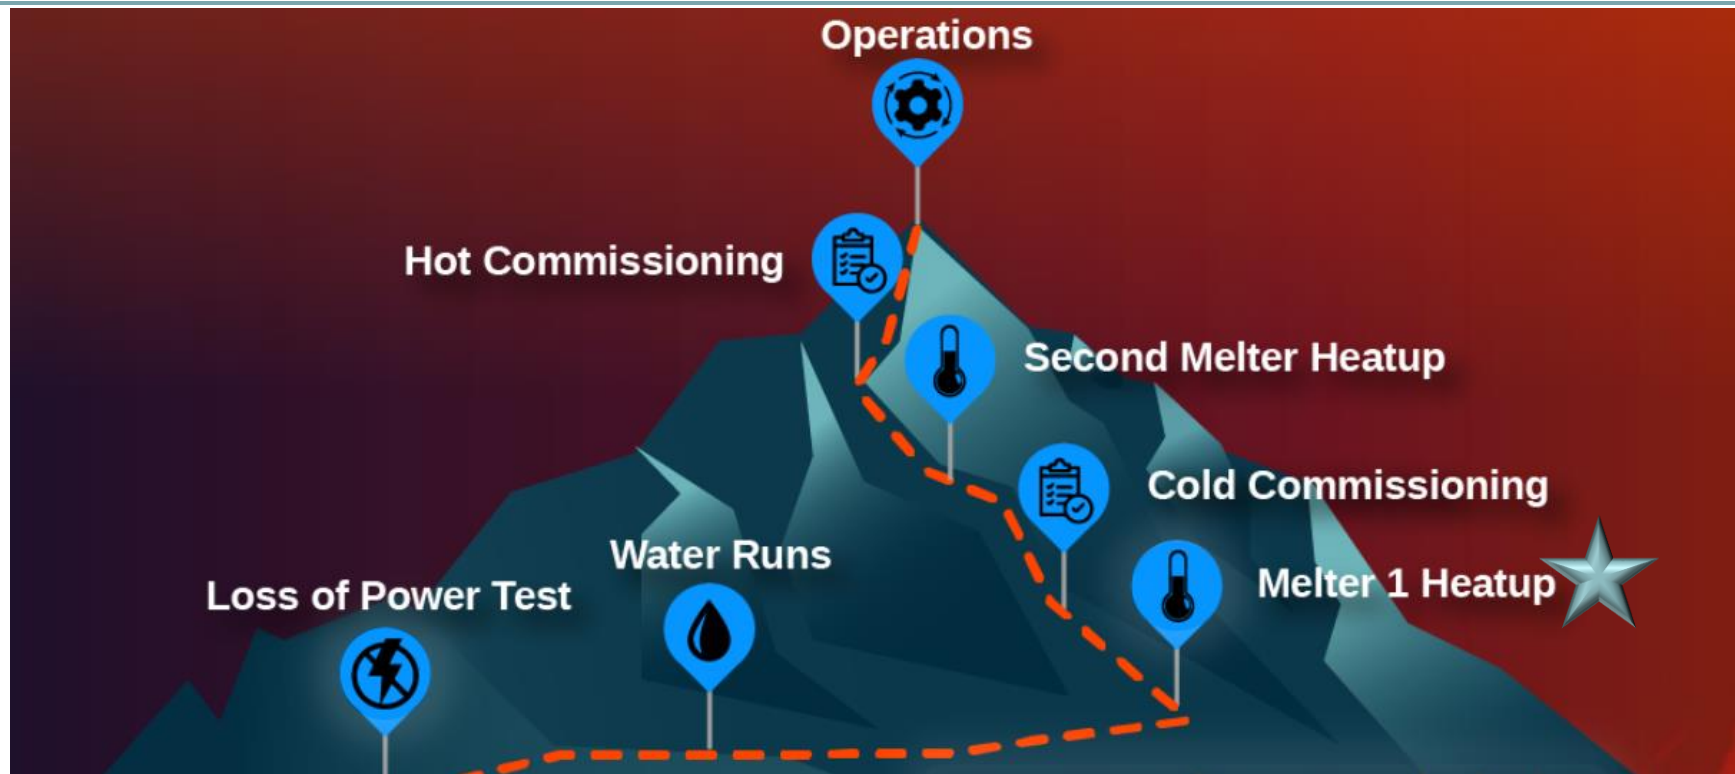 Operations
Hot Commissioning
Second Melter Heatup
Cold Commissioning
Water Runs
Melter 1 Heatup
Loss of Power Test